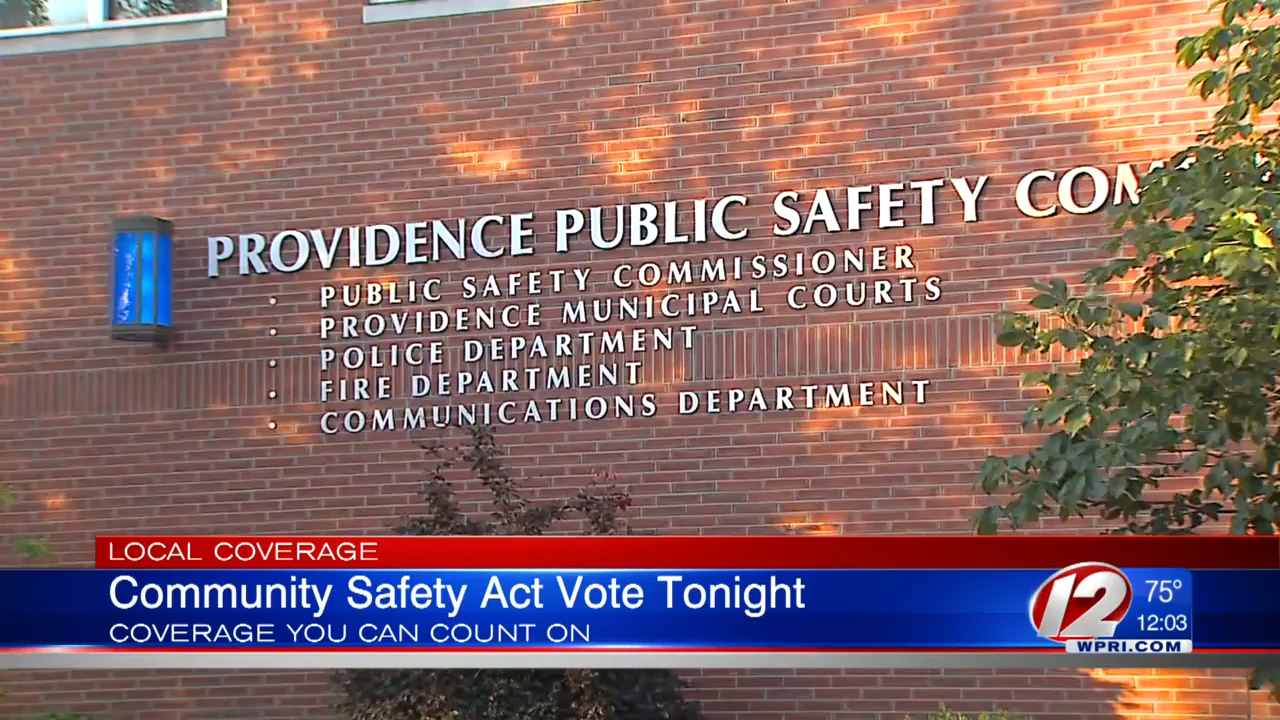 PROVIDENCE PUBLIC SAFETY COM
• PUBLIC SAFETY COMMISSIONER
• PROVIDENCE MUNICIPAL COURTS
• POLICE DEPARTMENT
• FIRE DEPARTMENT
• COMMUNICATIONS DEPARTMENT
LOCAL COVERAGE
Community Safety Act Vote Tonight
COVERAGE YOU CAN COUNT ON
12
75°
12:03
WPRI.COM